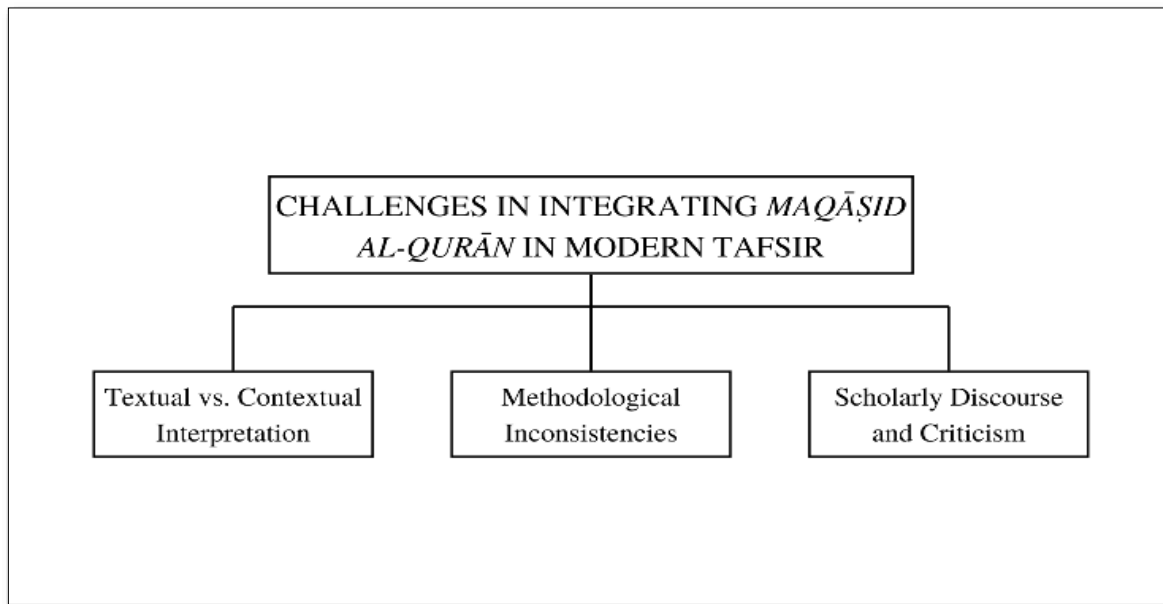 CHALLENGES IN INTEGRATING MAQĀṢID
AL-QURĀN IN MODERN TAFSIR
Textual vs. Contextual
Interpretation
Methodological
Inconsistencies
Scholarly Discourse
and Criticism